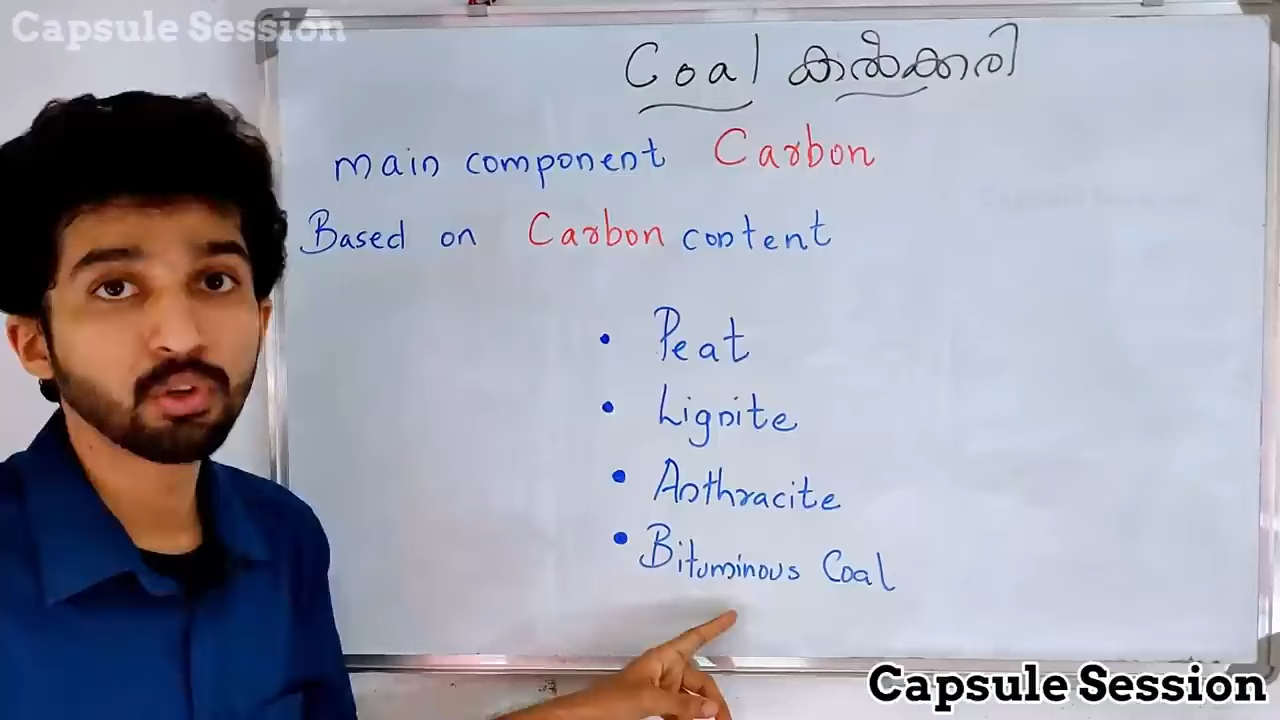 Capsule Session
Coal കൽക്കരി
main component Carbon
Based on Carbon content
• Peat
• Lignite
• Anthracite
• Bituminous Coal
Capsule Session